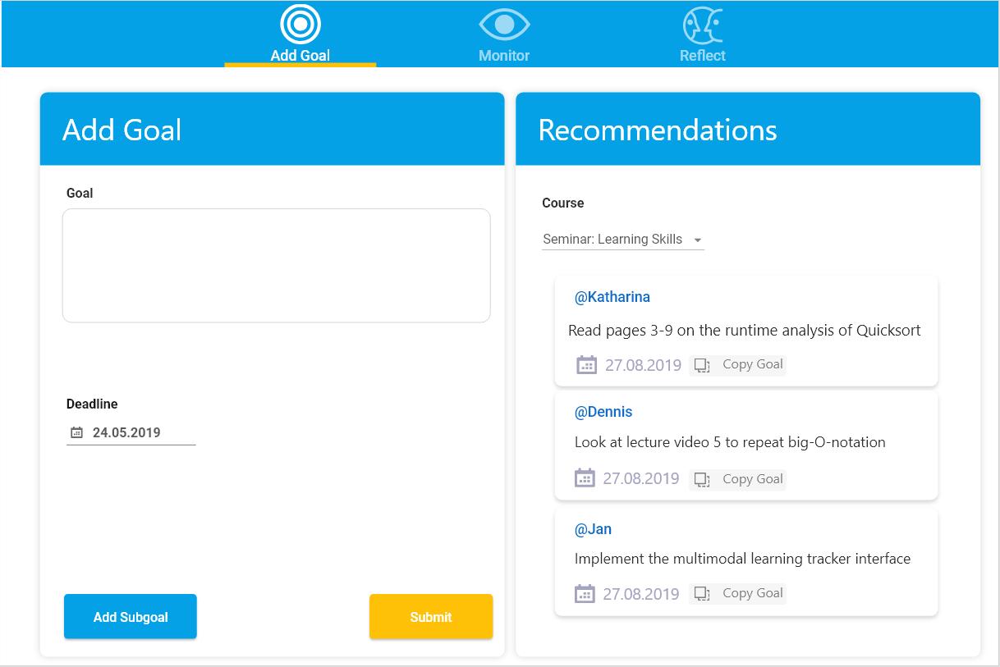 Add Goal
Monitor
Reflect
Add Goal
Goal
Deadline
24.05.2019
Add Subgoal
Submit
Recommendations
Course
Seminar: Learning Skills
@Katharina
Read pages 3-9 on the runtime analysis of Quicksort
27.08.2019 Copy Goal
@Dennis
Look at lecture video 5 to repeat big-O-notation
27.08.2019 Copy Goal
@Jan
Implement the multimodal learning tracker interface
27.08.2019 Copy Goal